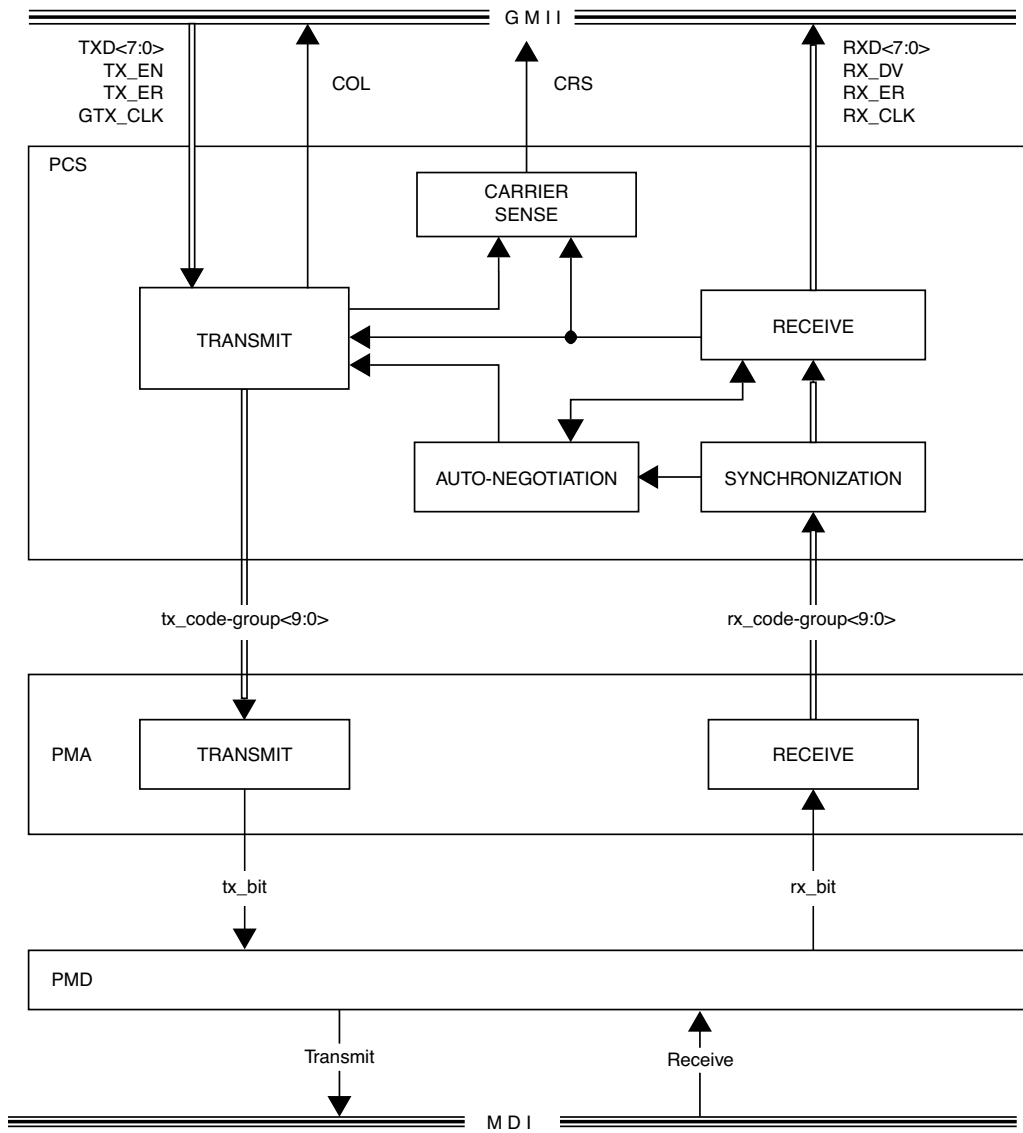 G M I I
TXD<7:0>
TX_EN
TX_ER
GTX_CLK
COL
CRS
RXD<7:0>
RX_DV
RX_ER
RX_CLK
PCS
CARRIER
SENSE
TRANSMIT
RECEIVE
AUTO-NEGOTIATION
SYNCHRONIZATION
tx_code-group<9:0>
rx_code-group<9:0>
PMA
TRANSMIT
RECEIVE
tx_bit
rx_bit
PMD
Transmit
Receive
M D I